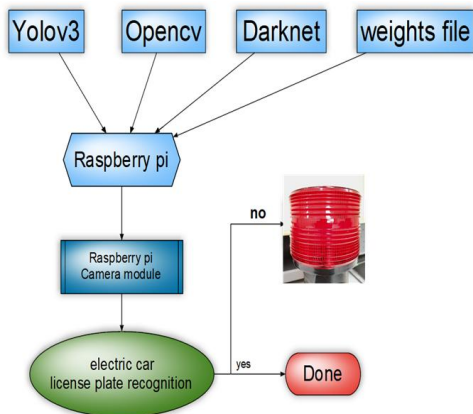 Yolov3
Opencv
Darknet
weights file
Raspberry pi
no
Raspberry pi
Camera module
electric car
license plate recognition
yes
Done